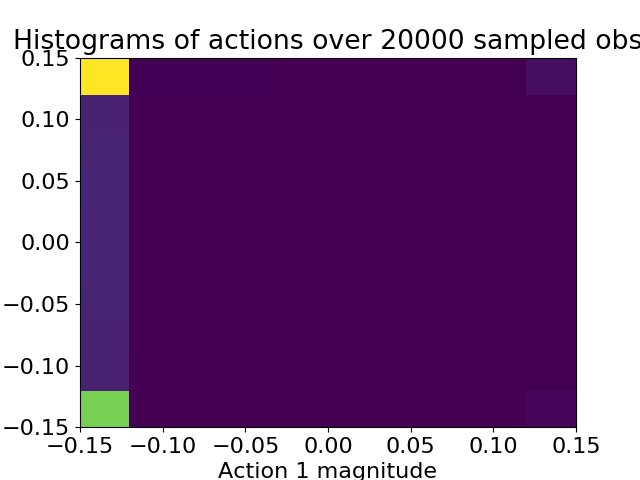 Histograms of actions over 20000 sampled obs
0.15
0.10
0.05
0.00
−0.05
−0.10
−0.15
−0.15 −0.10 −0.05 0.00 0.05 0.10 0.15
Action 1 magnitude